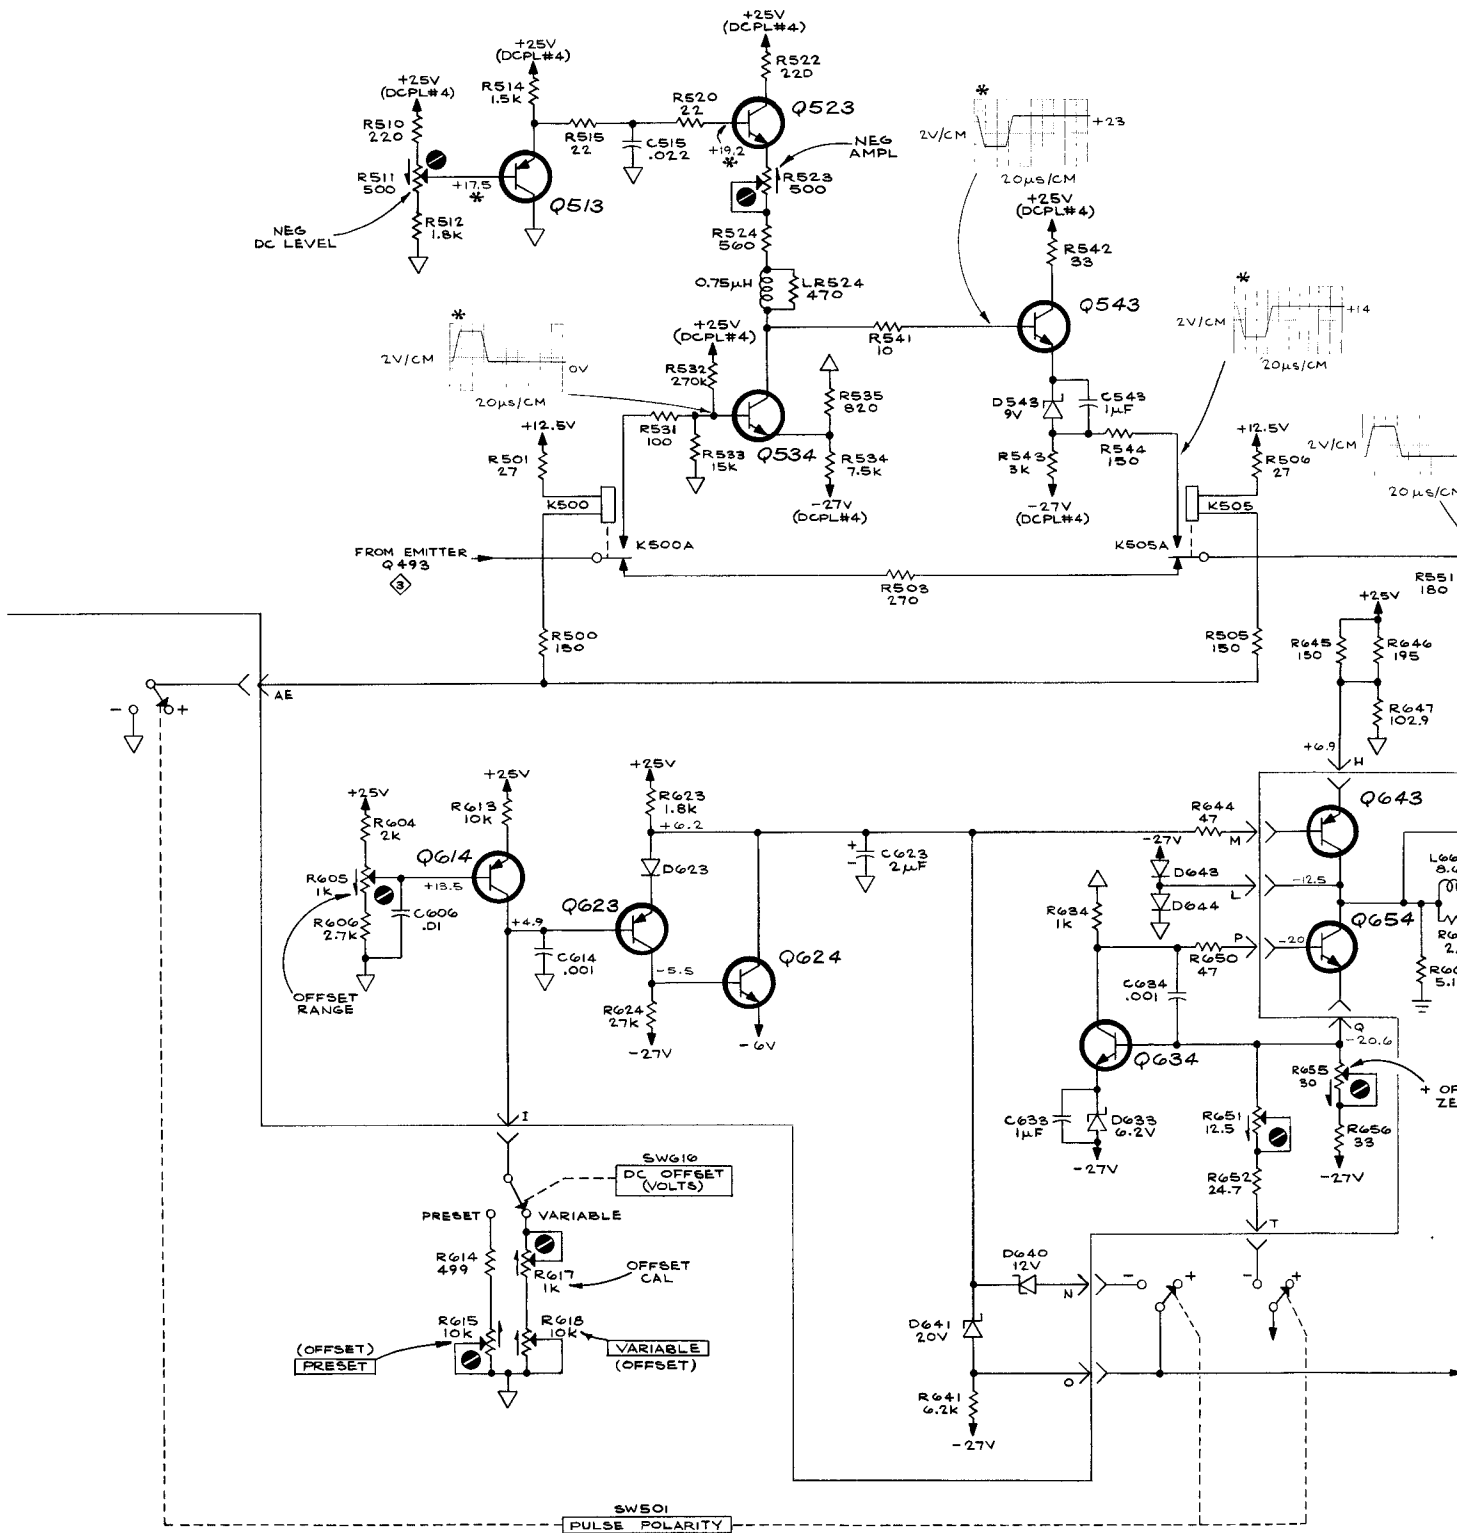 +25V
(DCPL#4)
R522
220
+25V
(DCPL#4)
R514
1.5K
+25V
(DCPL#4)
R510
220
R511
500
R512
1.8K
NEG
DC LEVEL
+17.5
*
Q513
R515
22
C515
.022
R520
22
+19.2
*
Q523
NEG
AMPL
R523
500
R524
560
0.75µH
LR524
470
*
2V/CM
+23
20µS/CM
+25V
(DCPL#4)
R542
33
Q543
R541
10
*
2V/CM
+14
20µS/CM
*
2V/CM
0V
20µS/CM
+25V
(DCPL#4)
R532
270K
R531
100
R533
15K
Q534
R535
820
R534
7.5K
-27V
(DCPL#4)
D543
9V
C543
1µF
R543
3K
R544
150
-27V
(DCPL#4)
+12.5V
R501
27
K500
K500A
+12.5V
R506
27
K505
K505A
2V/CM
20µS/CM
FROM EMITTER
Q493
3
R503
270
R551
180
R500
150
R505
150
AE
- +
+25V
R645
150
R646
195
R647
102.9
+6.9
H
+25V
R604
2K
R605
1K
R606
2.7K
C606
.01
OFFSET
RANGE
+13.5
+25V
R613
10K
Q614
+4.9
C614
.001
+25V
R623
1.8K
+6.2
D623
Q623
-5.5
R624
27K
-27V
Q624
-6V
C623
2µF
+
-
R644
47
M
Q643
-27V
D643
D644
L
-12.5
R634
1K
R650
47
P
-20
Q654
C634
.001
Q634
Q
-20.6
R655
30
R656
33
-27V
C633
1µF
D633
6.2V
-27V
R651
12.5
R652
24.7
T
I
SW616
DC OFFSET
(VOLTS)
PRESET
VARIABLE
R614
499
R617
1K
OFFSET
CAL
R615
10K
R618
10K
(OFFSET)
PRESET
VARIABLE
(OFFSET)
D640
12V
N
- +
- +
D641
20V
O
R641
6.2K
-27V
SW501
PULSE POLARITY